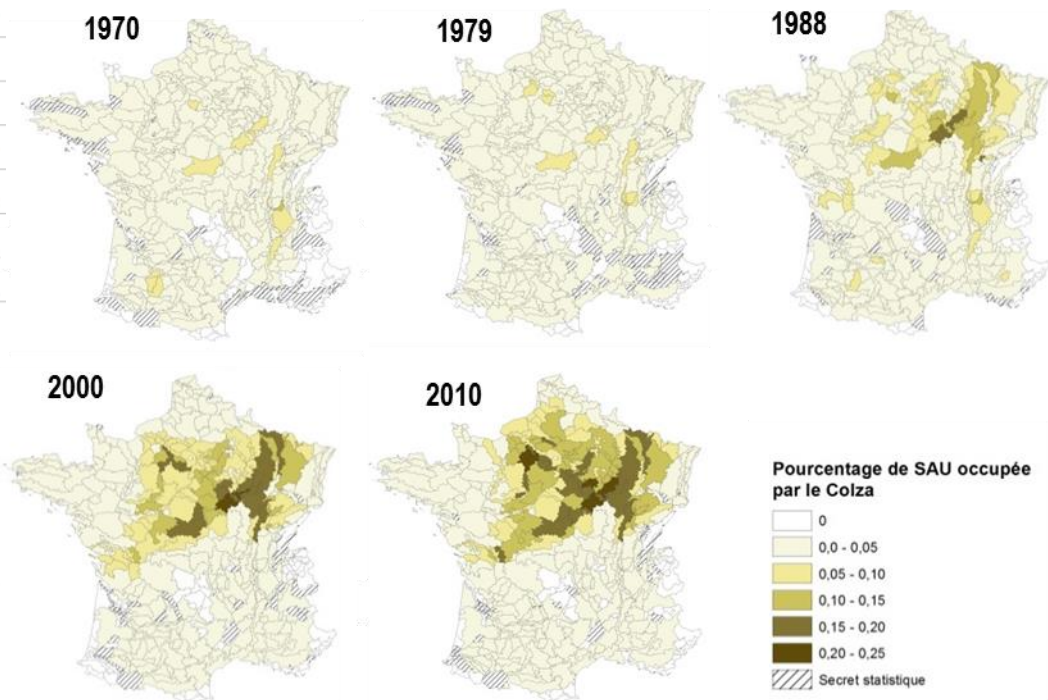 1970
1979
1988
2000
2010
Pourcentage de SAU occupée
par le Colza
0
0,0 - 0,05
0,05 - 0,10
0,10 - 0,15
0,15 - 0,20
0,20 - 0,25
Secret statistique